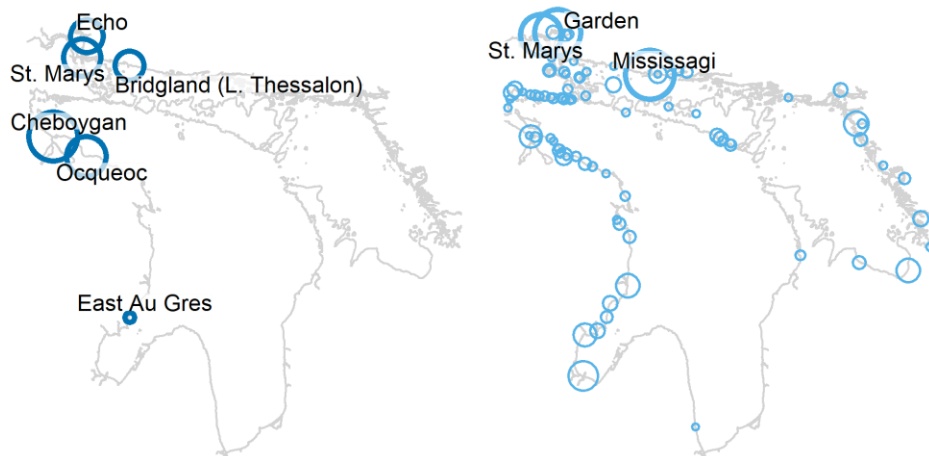 Echo
St. Marys
Bridgland (L. Thessalon)
Cheboygan
Ocqueoc
East Au Gres
Garden
St. Marys
Mississagi